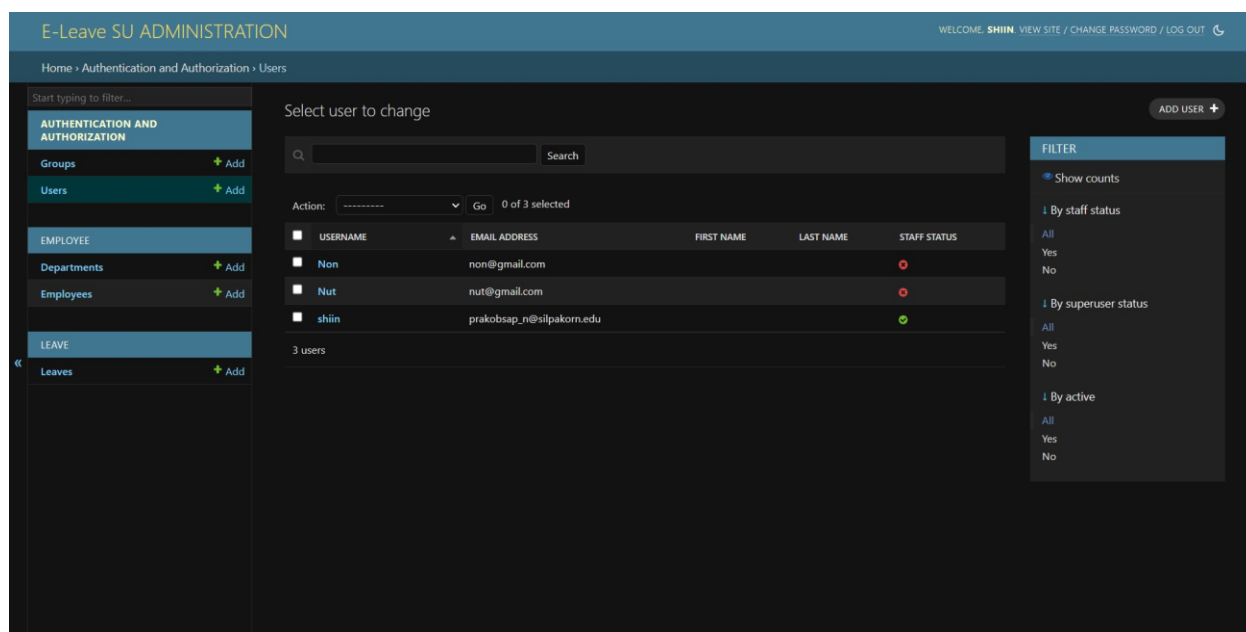 E-Leave SU ADMINISTRATION
WELCOME, SHIIN. VIEW SITE / CHANGE PASSWORD / LOG OUT
Home › Authentication and Authorization › Users
Start typing to filter...
AUTHENTICATION AND
AUTHORIZATION
Groups + Add
Users + Add
EMPLOYEE
Departments + Add
Employees + Add
LEAVE
Leaves + Add
«
Select user to change
ADD USER +
Search
Action: --------- Go 0 of 3 selected
USERNAME EMAIL ADDRESS FIRST NAME LAST NAME STAFF STATUS
Non non@gmail.com
Nut nut@gmail.com
shiin prakobsap_n@silpakorn.edu
3 users
FILTER
Show counts
↓ By staff status
All
Yes
No
↓ By superuser status
All
Yes
No
↓ By active
All
Yes
No